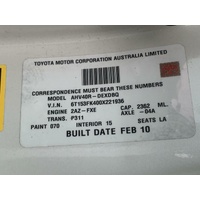 TOYOTA MOTOR CORPORATION AUSTRALIA LIMITED
CORRESPONDENCE MUST BEAR THESE NUMBERS
MODEL AHV40R-DEXDBQ
V.I.N. 6T153FK400X221936
ENGINE 2AZ-FXE CAP. 2362 ML.
TRANS. P311 AXLE -04A
PAINT 070 INTERIOR 15 SEATS LA
BUILT DATE FEB 10